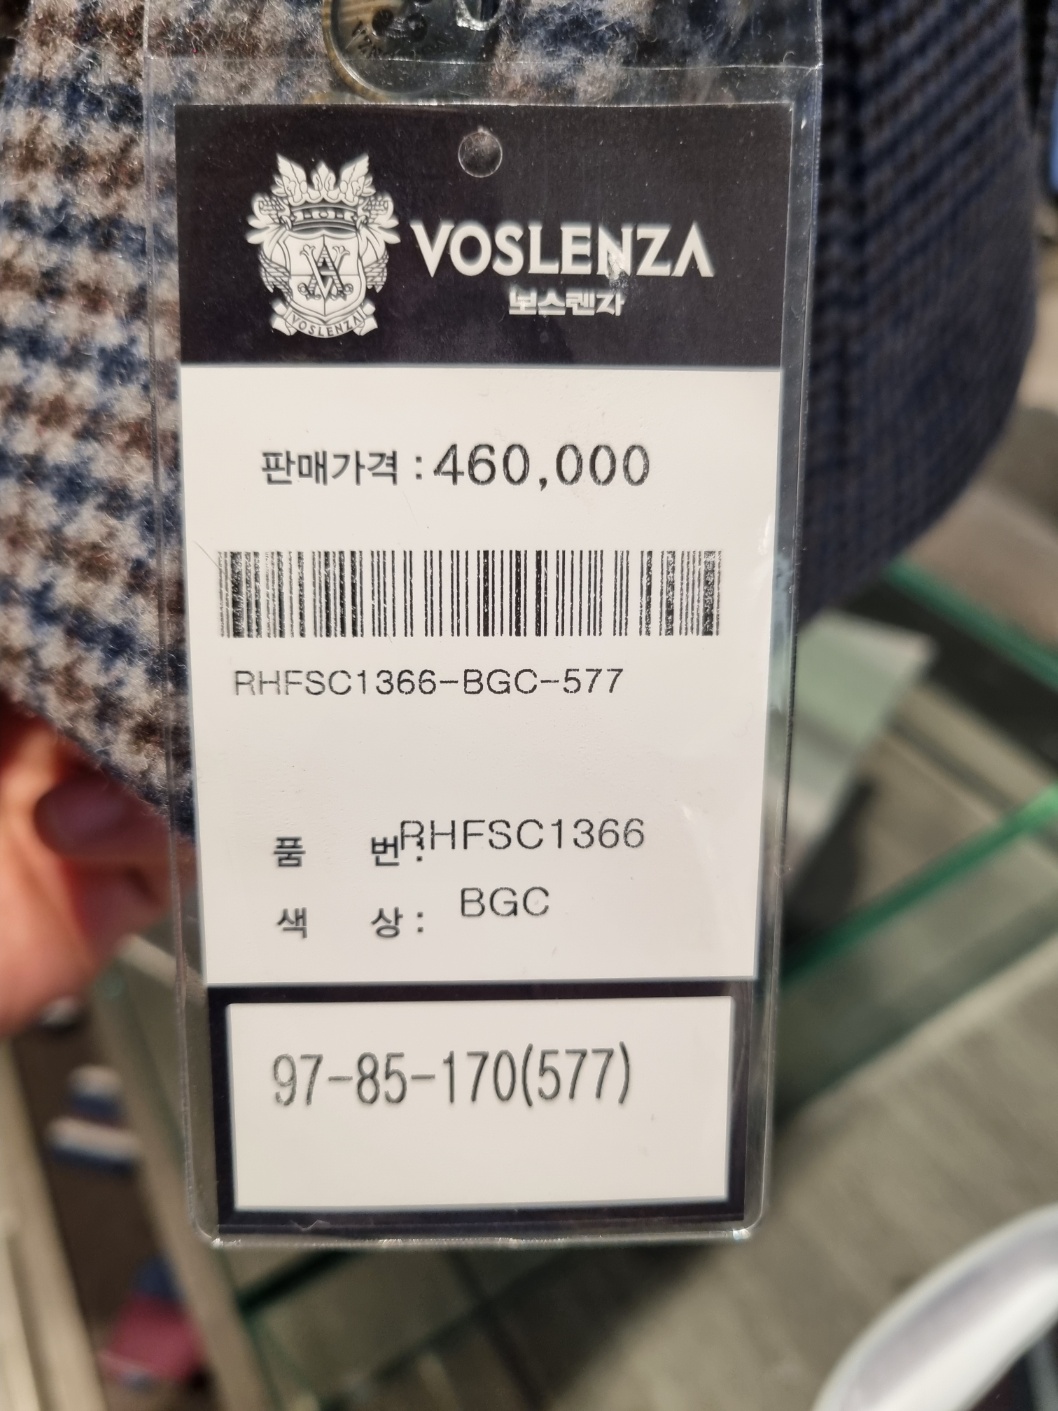 VOSLENZA
VOSLENZA
보스렌자
판매가격 : 460,000
RHFSC1366-BGC-577
품 번 : RHFSC1366
색 상 : BGC
97-85-170(577)